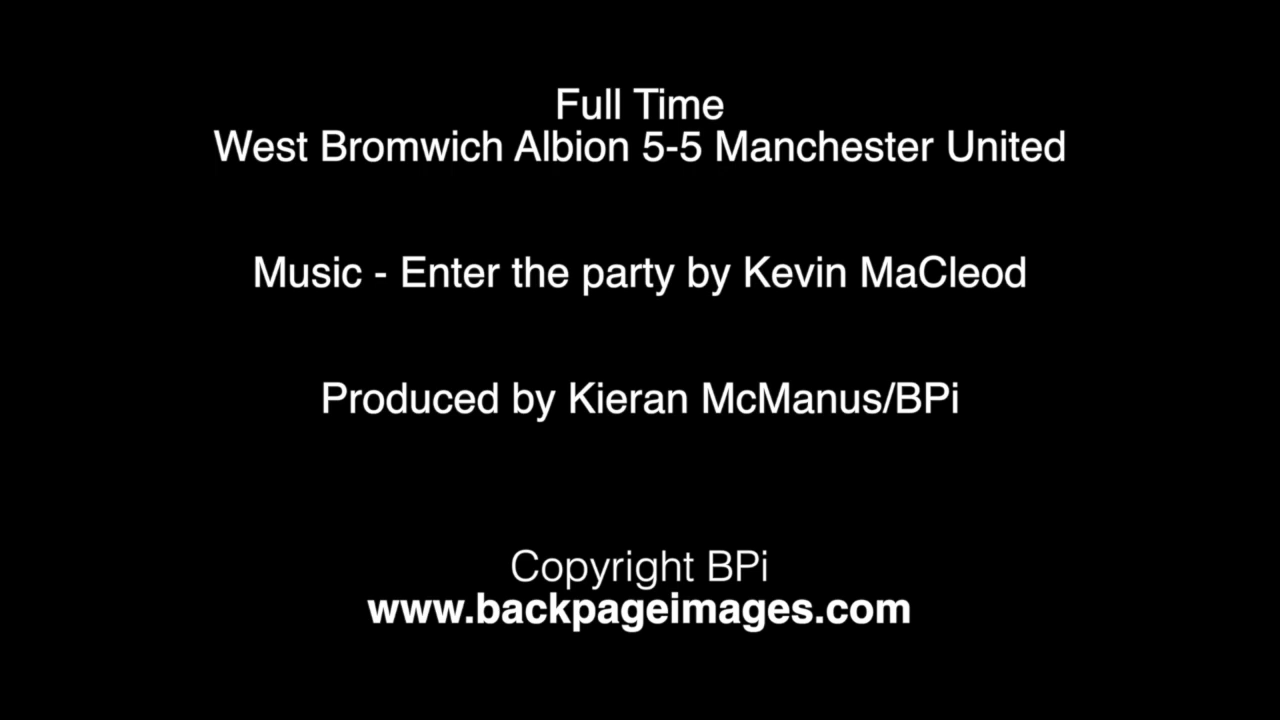 Full Time
West Bromwich Albion 5-5 Manchester United
Music - Enter the party by Kevin MaCleod
Produced by Kieran McManus/BPi
Copyright BPi
www.backpageimages.com